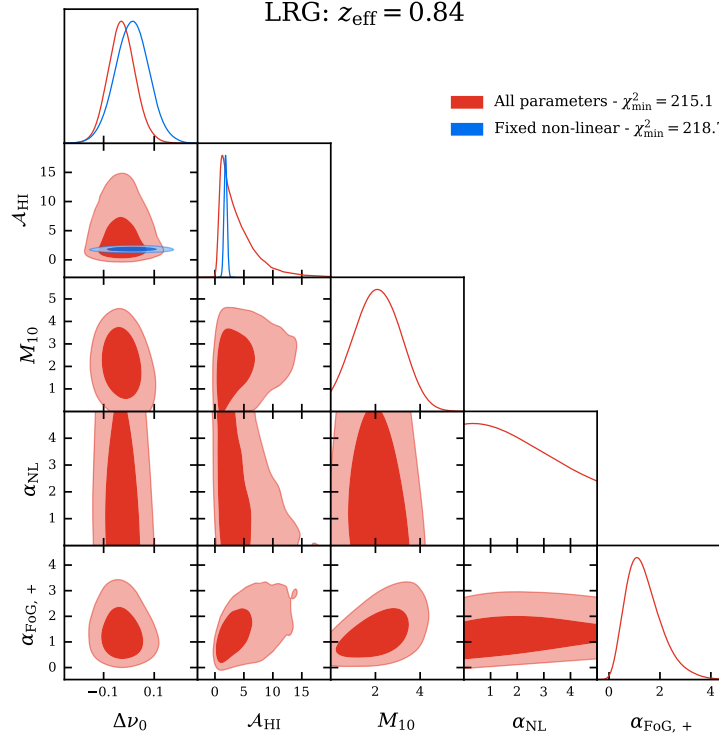 LRG: z_eff = 0.84
All parameters - χ²_min = 215.1
Fixed non-linear - χ²_min = 218.
15
10
5
0
𝒜_HI
5
4
3
2
1
M_10
4
3
2
1
α_NL
4
3
2
1
0
α_FoG, +
−0.1 0.1 0 5 10 15 2 4 1 2 3 4 0 2 4
Δν_0 𝒜_HI M_10 α_NL α_FoG, +